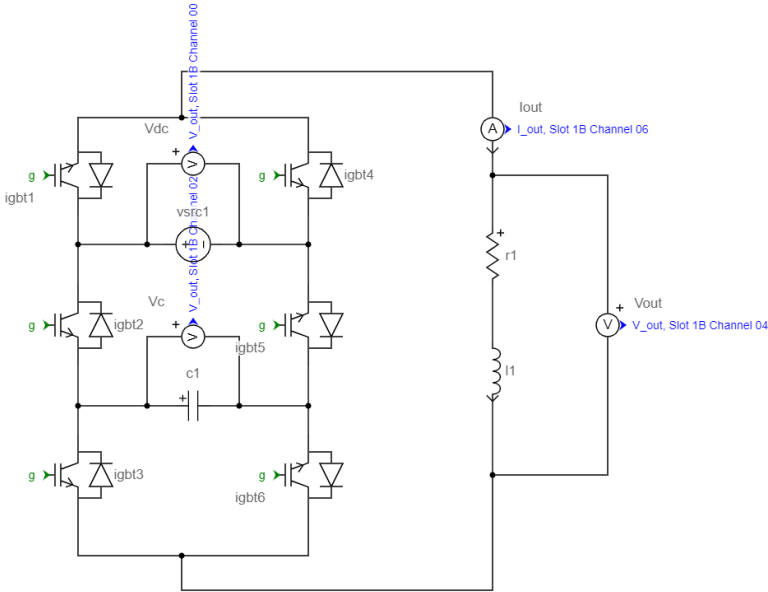 V_out, Slot 1B Channel 00
Vdc
+
V
Iout
A
I_out, Slot 1B Channel 06
g
igbt1
g
igbt4
vsrc1
+
−
V_out, Slot 1B Channel 02
+
r1
Vc
+
V
g
igbt2
g
igbt5
+
Vout
V
V_out, Slot 1B Channel 04
c1
+
l1
g
igbt3
g
igbt6